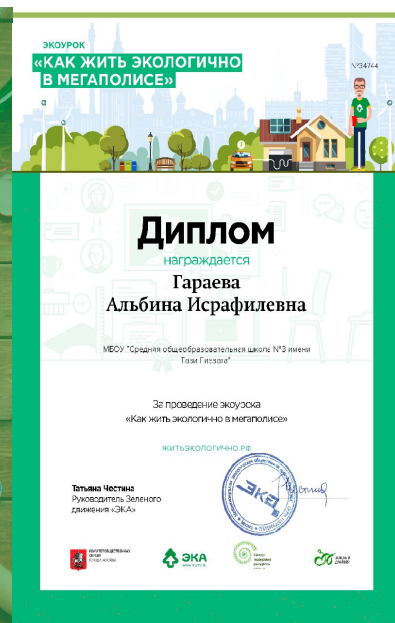 ЭКОУРОК
«КАК ЖИТЬ ЭКОЛОГИЧНО
В МЕГАПОЛИСЕ»
№34744
Диплом
награждается
Гараева
Альбина Исрафилевна
МБОУ "Средняя общеобразовательная школа №3 имени
Тази Гиззата"
За проведение экоурока
«Как жить экологично в мегаполисе»
ЖИТЬЭКОЛОГИЧНО.РФ
Татьяна Честина
Руководитель Зеленого
движения «ЭКА»
ЭКА
ЭКА